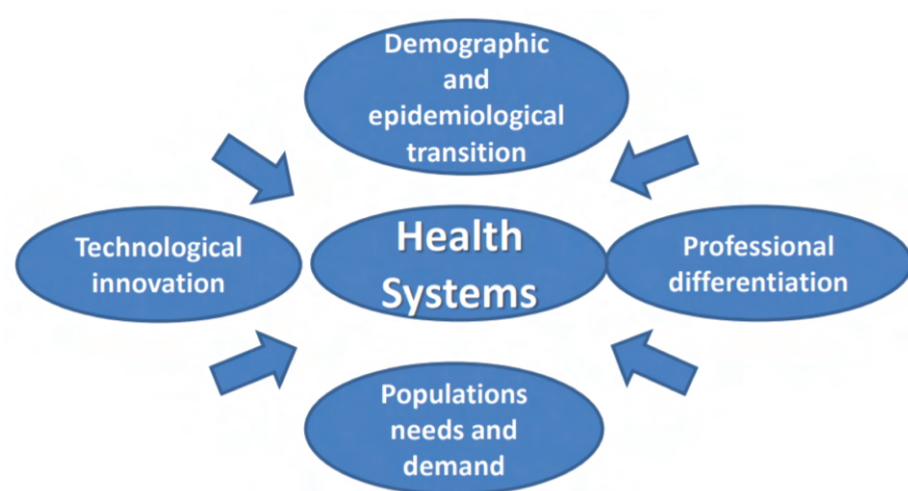 Demographic
and
epidemiological
transition
Technological
innovation
Health
Systems
Professional
differentiation
Populations
needs and
demand